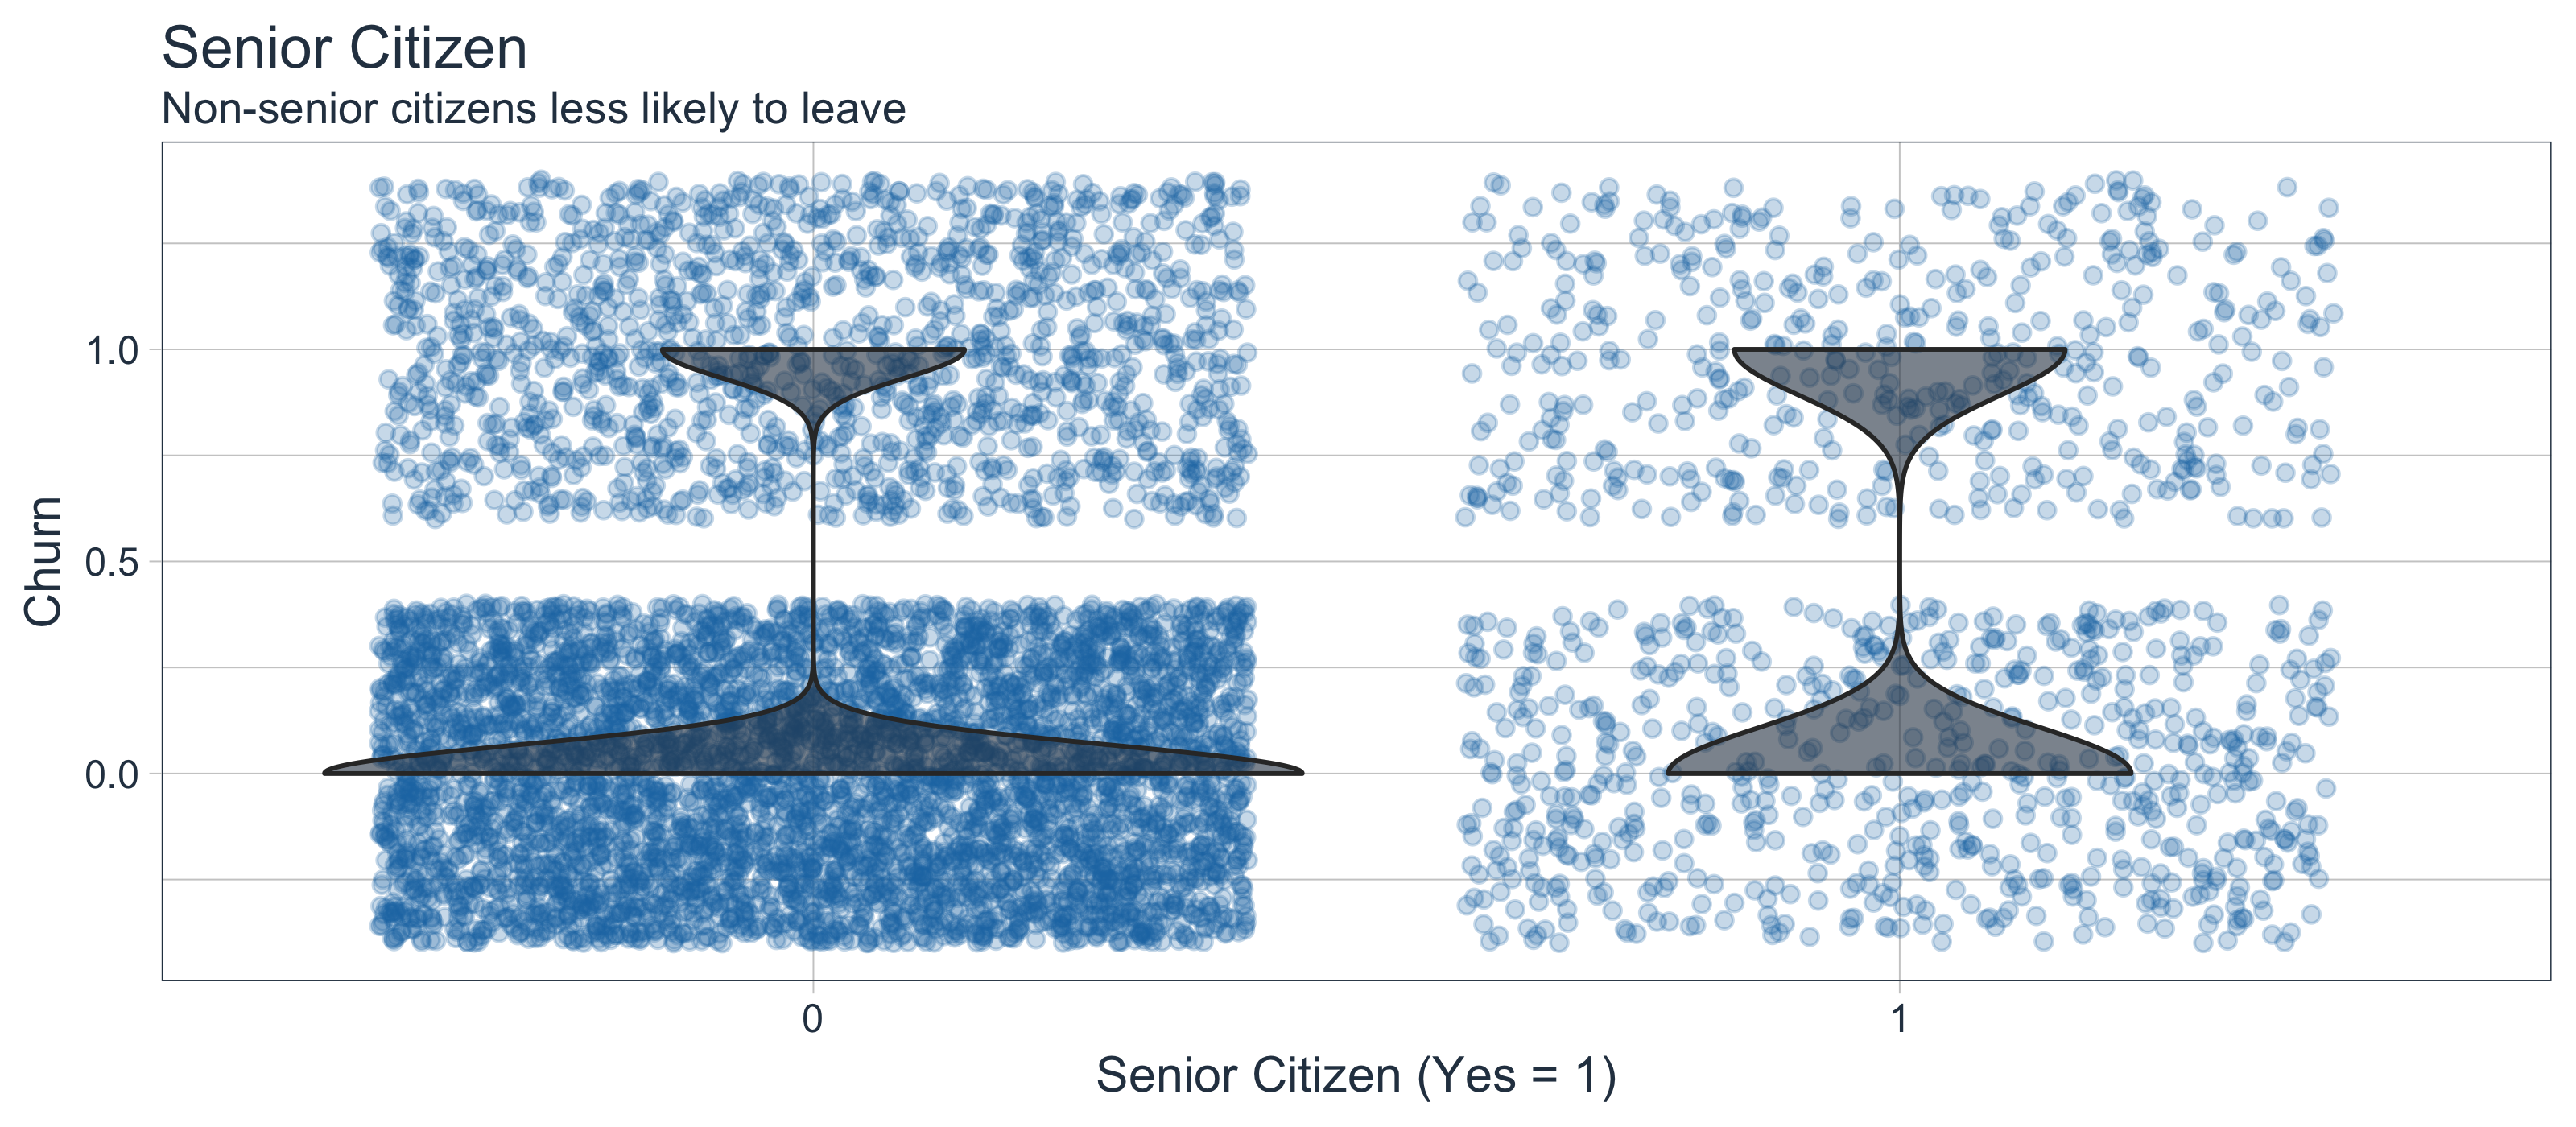 Senior Citizen
Non-senior citizens less likely to leave
Churn
1.0
0.5
0.0
0
1
Senior Citizen (Yes = 1)